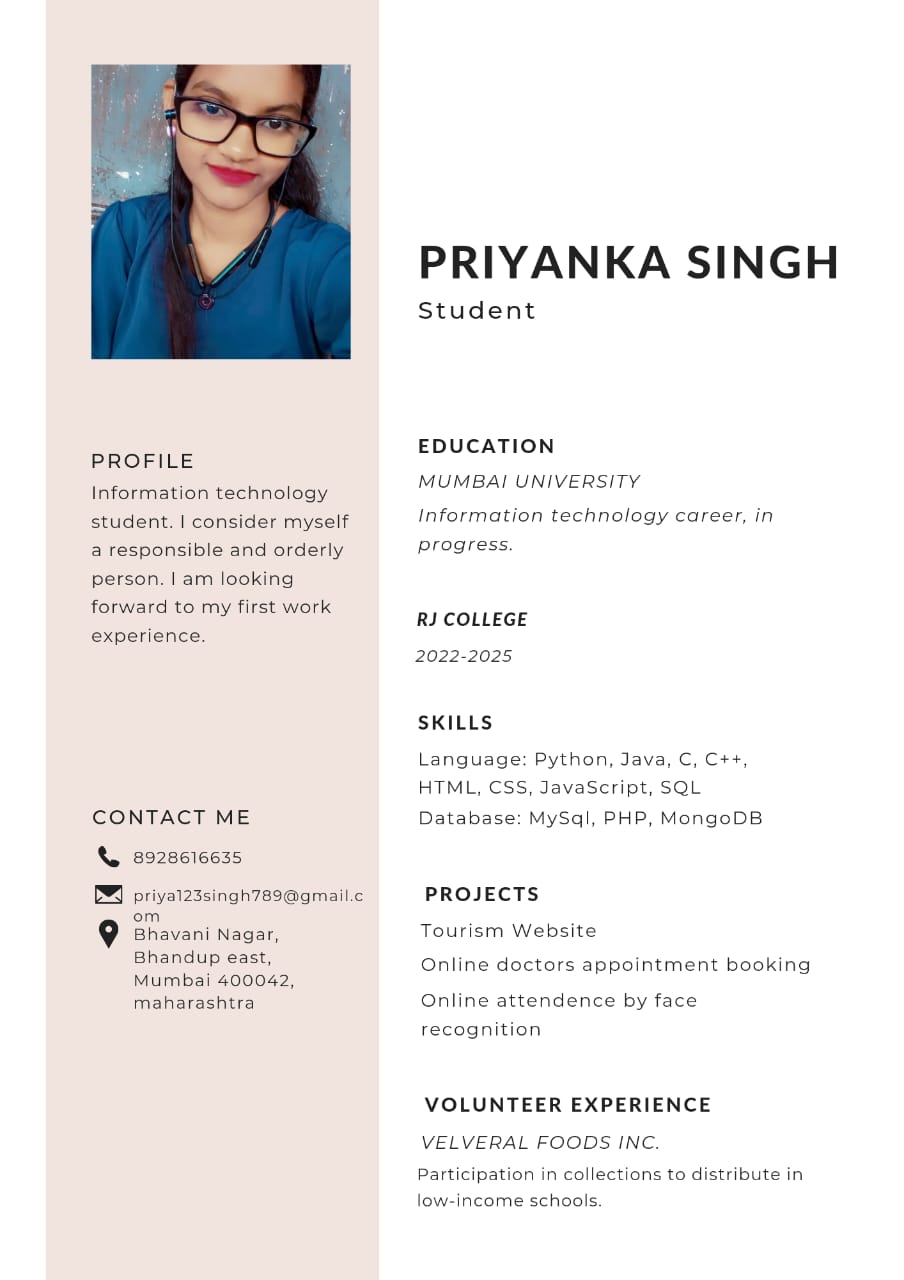 PRIYANKA SINGH
Student
PROFILE
Information technology
student. I consider myself
a responsible and orderly
person. I am looking
forward to my first work
experience.
CONTACT ME
8928616635
priya123singh789@gmail.c
om
Bhavani Nagar,
Bhandup east,
Mumbai 400042,
maharashtra
EDUCATION
MUMBAI UNIVERSITY
Information technology career, in
progress.
RJ COLLEGE
2022-2025
SKILLS
Language: Python, Java, C, C++,
HTML, CSS, JavaScript, SQL
Database: MySql, PHP, MongoDB
PROJECTS
Tourism Website
Online doctors appointment booking
Online attendence by face
recognition
VOLUNTEER EXPERIENCE
VELVERAL FOODS INC.
Participation in collections to distribute in
low-income schools.